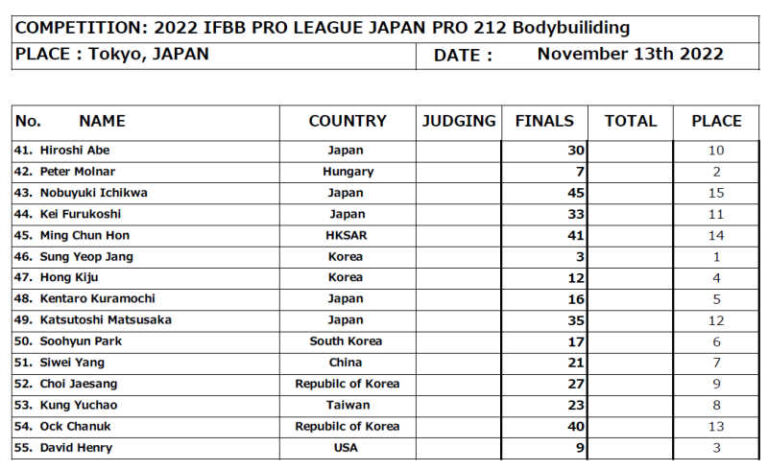 COMPETITION: 2022 IFBB PRO LEAGUE JAPAN PRO 212 Bodybuiliding
PLACE : Tokyo, JAPAN DATE : November 13th 2022
No. NAME COUNTRY JUDGING FINALS TOTAL PLACE
41. Hiroshi Abe Japan 30 10
42. Peter Molnar Hungary 7 2
43. Nobuyuki Ichikwa Japan 45 15
44. Kei Furukoshi Japan 33 11
45. Ming Chun Hon HKSAR 41 14
46. Sung Yeop Jang Korea 3 1
47. Hong Kiju Korea 12 4
48. Kentaro Kuramochi Japan 16 5
49. Katsutoshi Matsusaka Japan 35 12
50. Soohyun Park South Korea 17 6
51. Siwei Yang China 21 7
52. Choi Jaesang Republic of Korea 27 9
53. Kung Yuchao Taiwan 23 8
54. Ock Chanuk Republic of Korea 40 13
55. David Henry USA 9 3